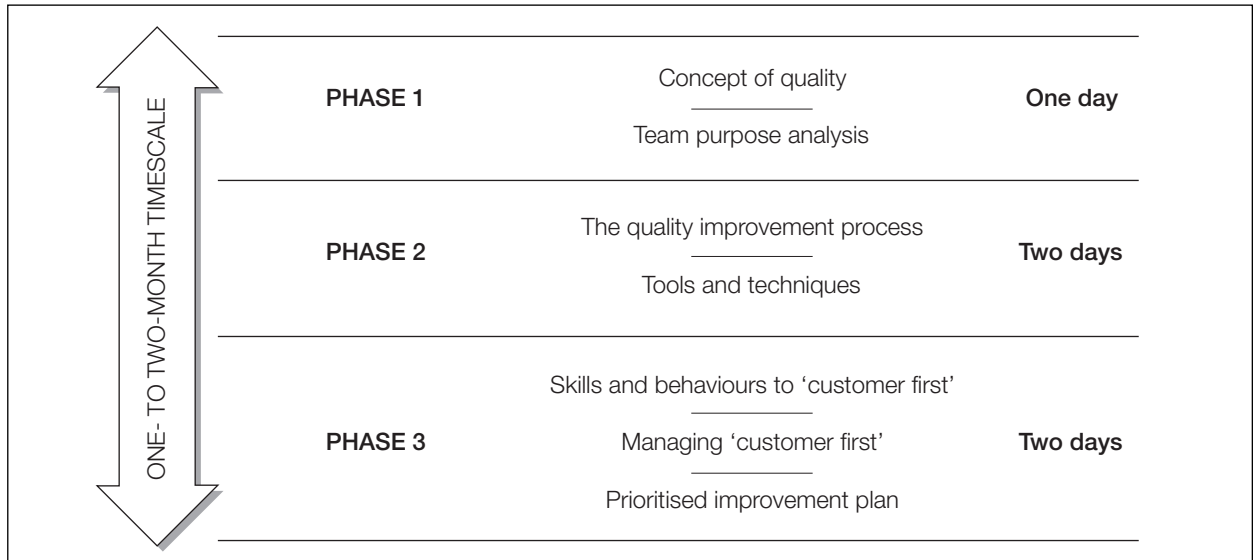 ONE- TO TWO-MONTH TIMESCALE
PHASE 1
Concept of quality
Team purpose analysis
One day
PHASE 2
The quality improvement process
Tools and techniques
Two days
PHASE 3
Skills and behaviours to ‘customer first’
Managing ‘customer first’
Prioritised improvement plan
Two days